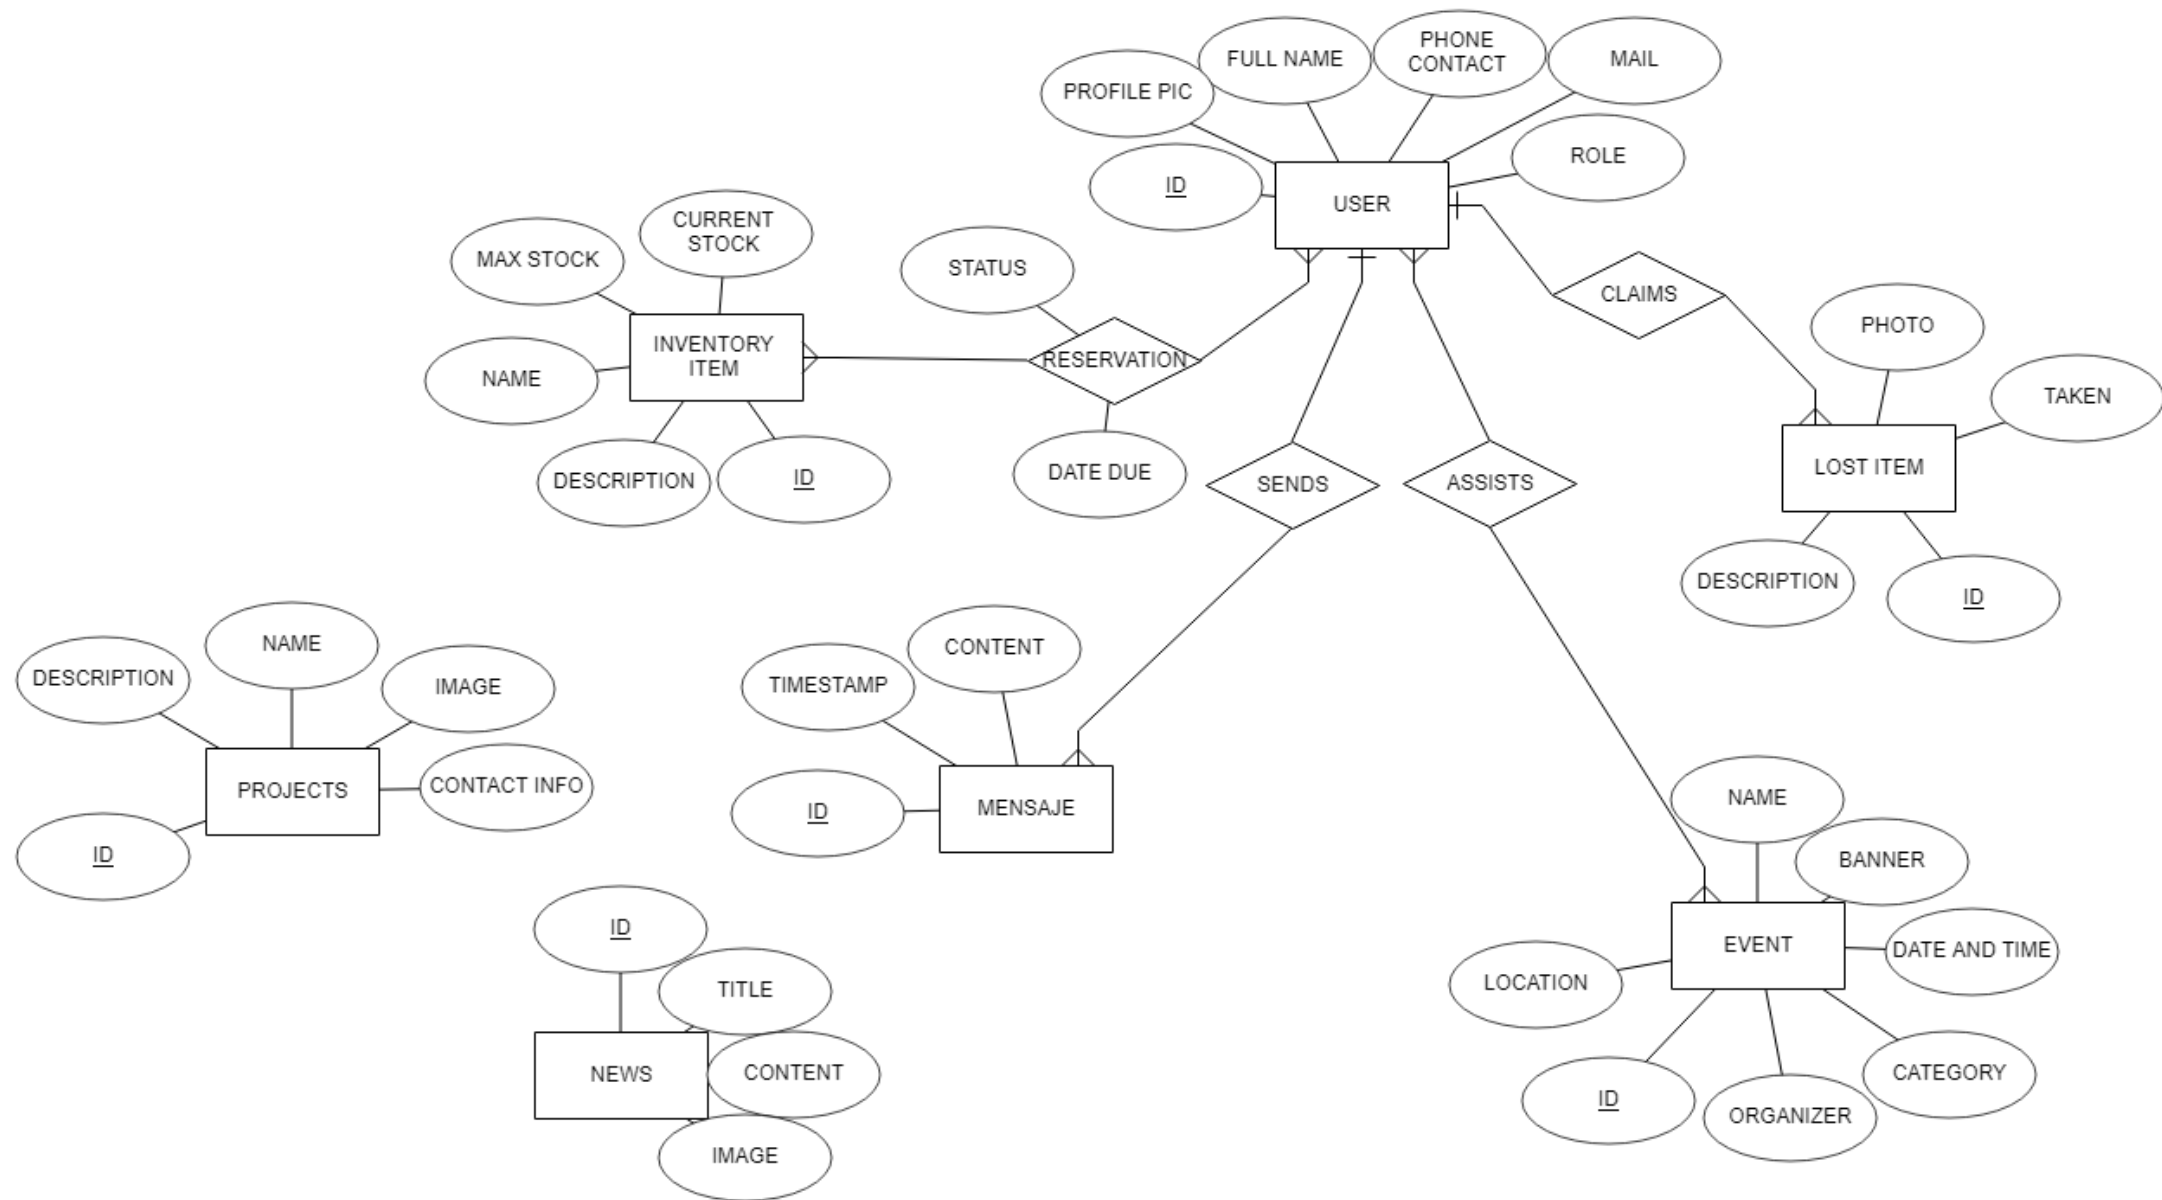 PHONE
CONTACT
FULL NAME
MAIL
PROFILE PIC
ROLE
ID
USER
CURRENT
STOCK
MAX STOCK
STATUS
CLAIMS
PHOTO
INVENTORY
ITEM
RESERVATION
NAME
TAKEN
DESCRIPTION
ID
DATE DUE
SENDS
ASSISTS
LOST ITEM
DESCRIPTION
ID
NAME
DESCRIPTION
IMAGE
CONTENT
TIMESTAMP
PROJECTS
CONTACT INFO
ID
MENSAJE
ID
NAME
BANNER
EVENT
DATE AND TIME
LOCATION
CATEGORY
ID
ORGANIZER
ID
TITLE
NEWS
CONTENT
IMAGE